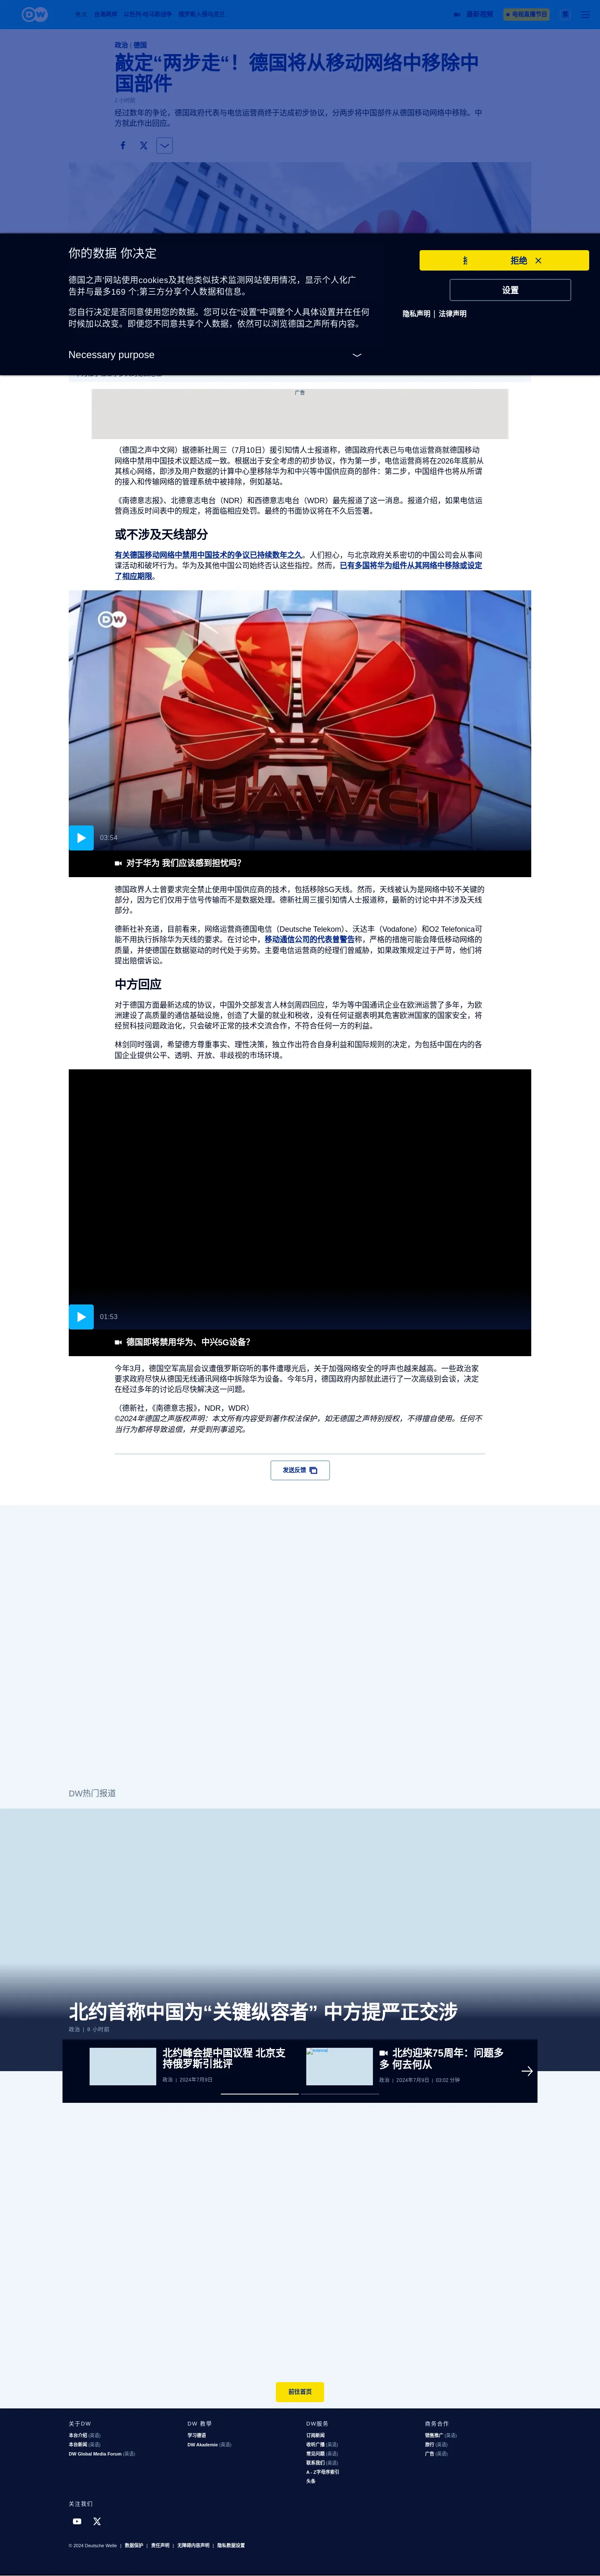 DW
最新视频
电视直播节目
政治 | 德国
敲定“两步走“！德国将从移动网络中移除中
国部件
经过数年的争论，德国政府代表与电信运营商终于达成初步协议，分两步将中国部件从德国移动网络中移除。中
方就此作出回应。
你的数据 你决定
德国之声'网站使用cookies及其他类似技术监测网站使用情况，显示个人化广
告并与最多169 个;第三方分享个人数据和信息。
您自行决定是否同意使用您的数据。您可以在“设置”中调整个人具体设置并在任何
时候加以改变。即便您不同意共享个人数据，依然可以浏览德国之声所有内容。
Necessary purpose
拒绝
设置
隐私声明 | 法律声明
广告
（德国之声中文网）据德新社周三（7月10日）援引知情人士报道称，德国政府代表已与电信运营商就德国移动
网络中禁用中国技术议题达成一致。根据出于安全考虑的初步协议，作为第一步，电信运营商将在2026年底前从
其核心网络，即涉及用户数据的计算中心里移除华为和中兴等中国供应商的部件：第二步，中国组件也将从所谓
的接入和传输网络的管理系统中被排除，例如基站。
《南德意志报》、北德意志电台（NDR）和西德意志电台（WDR）最先报道了这一消息。报道介绍，如果电信运
营商违反时间表中的规定，将面临相应处罚。最终的书面协议将在不久后签署。
或不涉及天线部分
有关德国移动网络中禁用中国技术的争议已持续数年之久。人们担心，与北京政府关系密切的中国公司会从事间
谍活动和破坏行为。华为及其他中国公司始终否认这些指控。然而，已有多国将华为组件从其网络中移除或设定
了相应期限。
DW
HUAWEI
03:54
对于华为 我们应该感到担忧吗？
德国政界人士曾要求完全禁止使用中国供应商的技术，包括移除5G天线。然而，天线被认为是网络中较不关键的
部分，因为它们仅用于信号传输而不是数据处理。德新社周三援引知情人士报道称，最新的讨论中并不涉及天线
部分。
德新社补充道，目前看来，网络运营商德国电信（Deutsche Telekom）、沃达丰（Vodafone）和O2 Telefonica可
能不用执行拆除华为天线的要求。在讨论中，移动通信公司的代表曾警告称，严格的措施可能会降低移动网络的
质量，并使德国在数据驱动的时代处于劣势。主要电信运营商的经理们曾威胁，如果政策规定过于严苛，他们将
提出赔偿诉讼。
中方回应
对于德国方面最新达成的协议，中国外交部发言人林剑周四回应，华为等中国通讯企业在欧洲运营了多年，为欧
洲建设了高质量的通信基础设施，创造了大量的就业和税收，没有任何证据表明其危害欧洲国家的国家安全，将
经贸科技问题政治化，只会破坏正常的技术交流合作，不符合任何一方的利益。
林剑同时强调，希望德方尊重事实、理性决策，独立作出符合自身利益和国际规则的决定，为包括中国在内的各
国企业提供公平、透明、开放、非歧视的市场环境。
01:53
德国即将禁用华为、中兴5G设备？
今年3月，德国空军高层会议遭俄罗斯窃听的事件遭曝光后，关于加强网络安全的呼声也越来越高。一些政治家
要求政府尽快从德国无线通讯网络中拆除华为设备。今年5月，德国政府内部就此进行了一次高级别会谈，决定
在经过多年的讨论后尽快解决这一问题。
（德新社，《南德意志报》，NDR，WDR）
©2024年德国之声版权声明：本文所有内容受到著作权法保护，如无德国之声特别授权，不得擅自使用。任何不
当行为都将导致追偿，并受到刑事追究。
发送反馈
DW热门报道
北约首称中国为“关键纵容者” 中方提严正交涉
政治 | 9 小时前
北约峰会提中国议程 北京支
持俄罗斯引批评
政治 | 2024年7月9日
北约迎来75周年：问题多
多 何去何从
政治 | 2024年7月9日 | 03:02 分钟
前往首页
关于DW
本台介绍 (英语)
本台新闻 (英语)
DW Global Media Forum (英语)
DW 教學
学习德语
DW Akademie (英语)
DW服务
订阅新闻
收听广播 (英语)
常见问题 (英语)
联系我们 (英语)
A - Z字母序索引
头条
商务合作
销售推广 (英语)
旅行 (英语)
广告 (英语)
关注我们
© 2024 Deutsche Welle | 数据保护 | 责任声明 | 无障碍内容声明 | 隐私数据设置